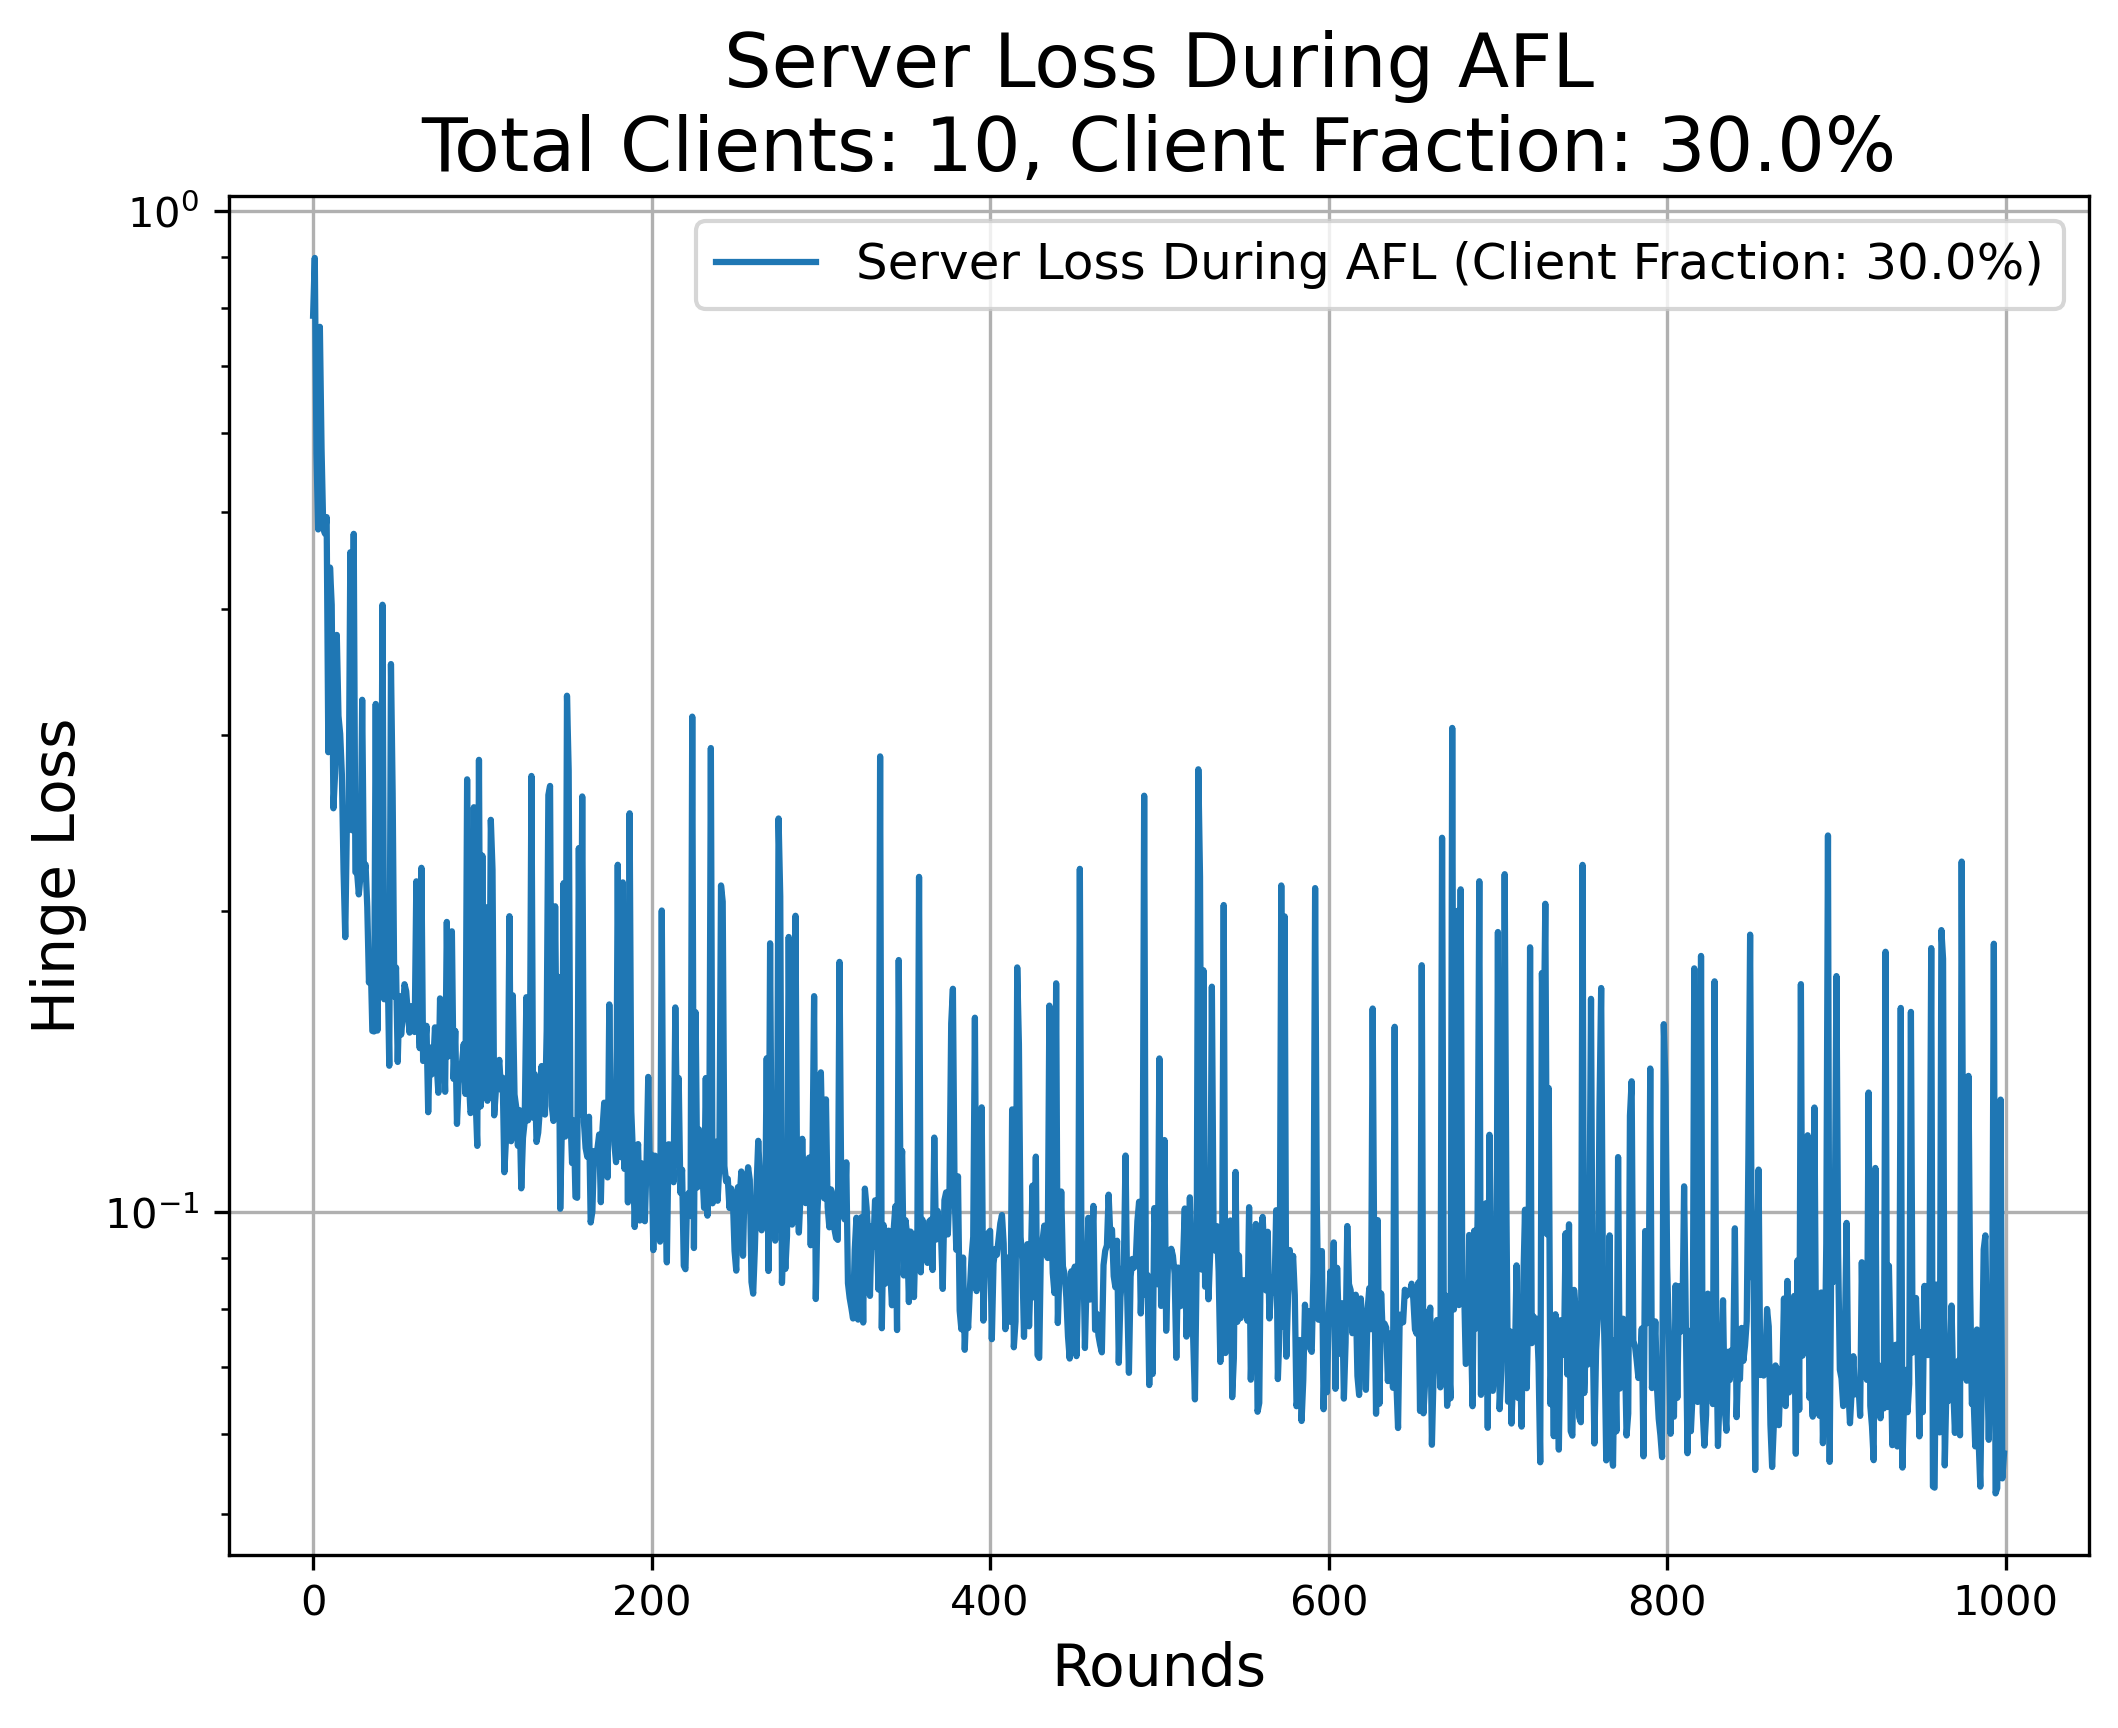 Server Loss During AFL
Total Clients: 10, Client Fraction: 30.0%
10⁰
Server Loss During AFL (Client Fraction: 30.0%)
Hinge Loss
10⁻¹
0 200 400 600 800 1000
Rounds